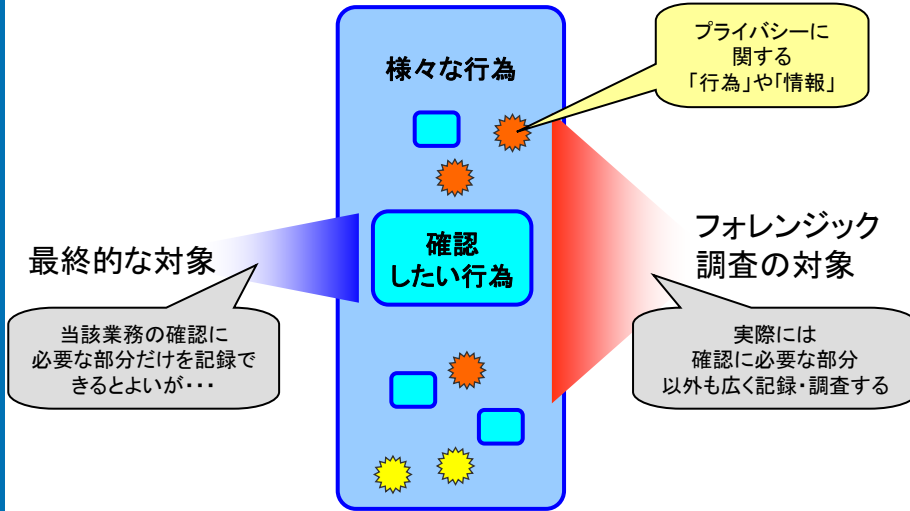 プライバシーに
関する
「行為」や「情報」
様々な行為
確認
したい行為
最終的な対象
当該業務の確認に
必要な部分だけを記録で
きるとよいが・・・
フォレンジック
調査の対象
実際には
確認に必要な部分
以外も広く記録・調査する